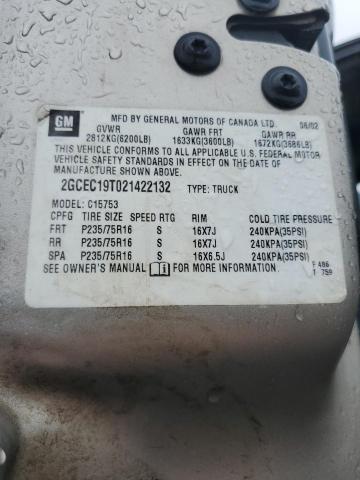 GM MFD BY GENERAL MOTORS OF CANADA LTD. 06/02
GVWR GAWR FRT GAWR RR
2812KG(6200LB) 1633KG(3600LB) 1672KG(3686LB)
THIS VEHICLE CONFORMS TO ALL APPLICABLE U.S. FEDERAL MOTOR
VEHICLE SAFETY STANDARDS IN EFFECT ON THE DATE OF
MANUFACTURE SHOWN ABOVE.
2GCEC19T021422132 TYPE: TRUCK
MODEL: C15753
CPFG TIRE SIZE SPEED RTG RIM COLD TIRE PRESSURE
FRT P235/75R16 S 16X7J 240KPA(35PSI)
RR P235/75R16 S 16X7J 240KPA(35PSI)
SPA P235/75R16 S 16X6.5J 240KPA(35PSI)
SEE OWNER'S MANUAL FOR MORE INFORMATION. F 486
T 759